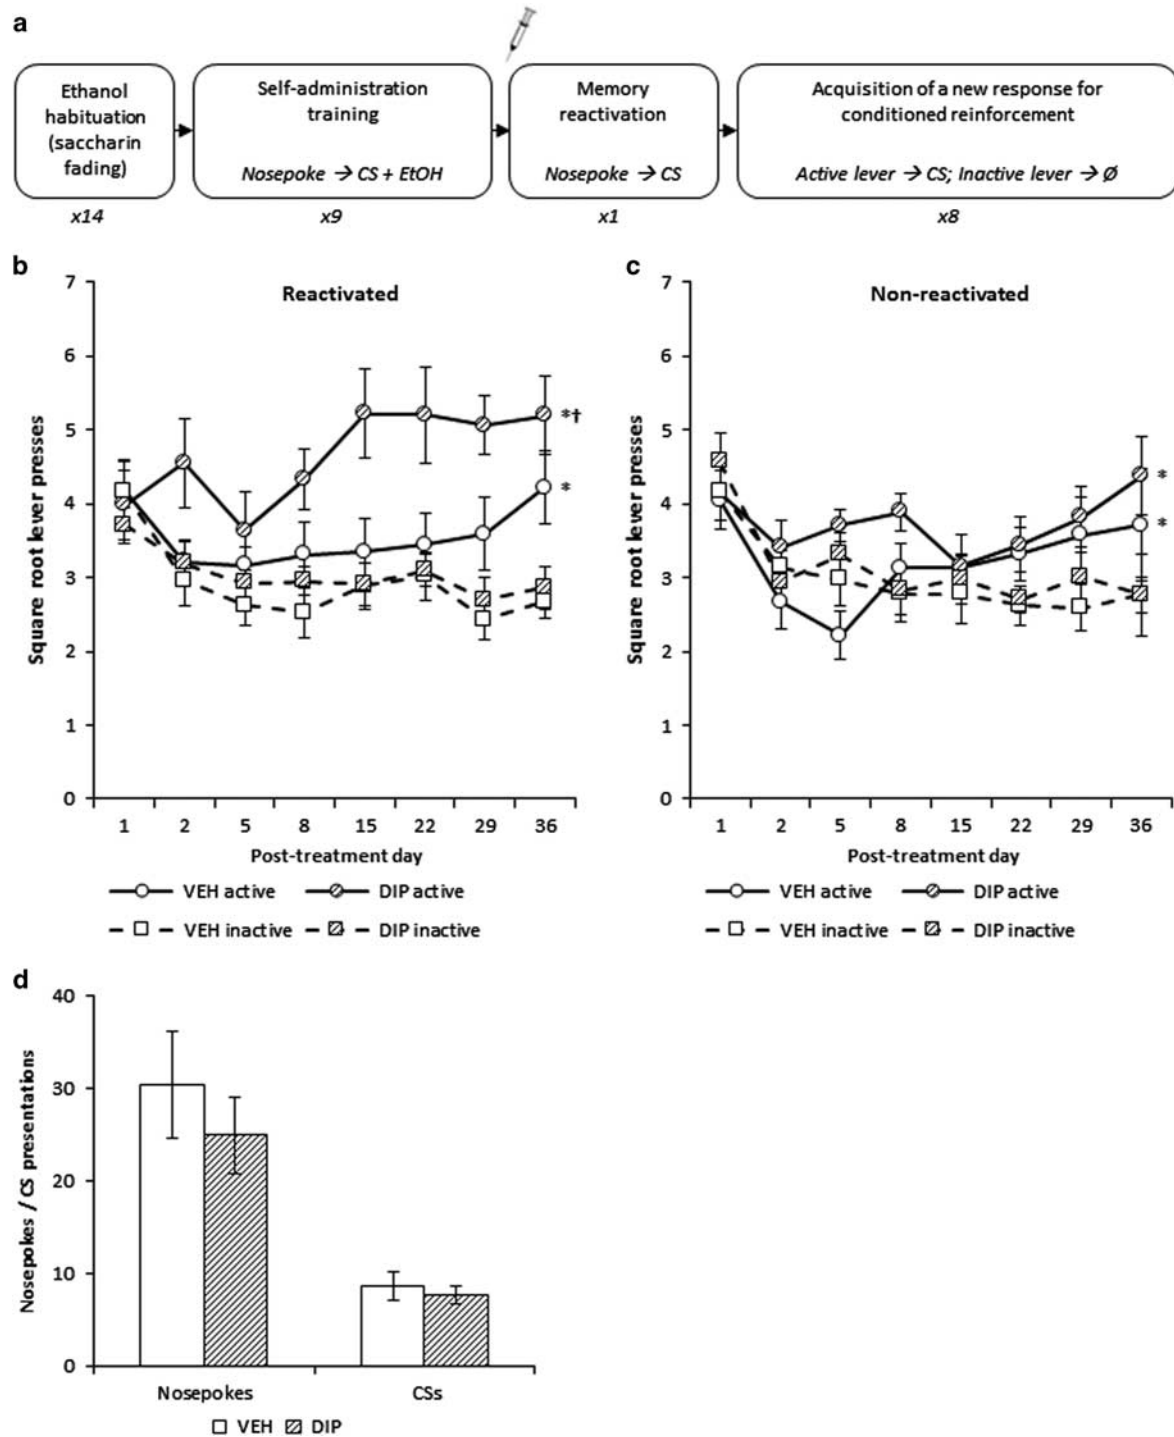 a
Ethanol
habituation
(saccharin
fading)
Self-administration
training
Nosepoke → CS + EtOH
Memory
reactivation
Nosepoke → CS
Acquisition of a new response for
conditioned reinforcement
Active lever → CS; Inactive lever → Ø
x14
x9
x1
x8
b
Reactivated
Square root lever presses
7
6
5
4
3
2
1
0
*†
*
1 2 5 8 15 22 29 36
Post-treatment day
VEH active DIP active
VEH inactive DIP inactive
c
Non-reactivated
Square root lever presses
7
6
5
4
3
2
1
0
*
*
1 2 5 8 15 22 29 36
Post-treatment day
VEH active DIP active
VEH inactive DIP inactive
d
Nosepokes / CS presentations
40
30
20
10
0
Nosepokes CSs
VEH DIP